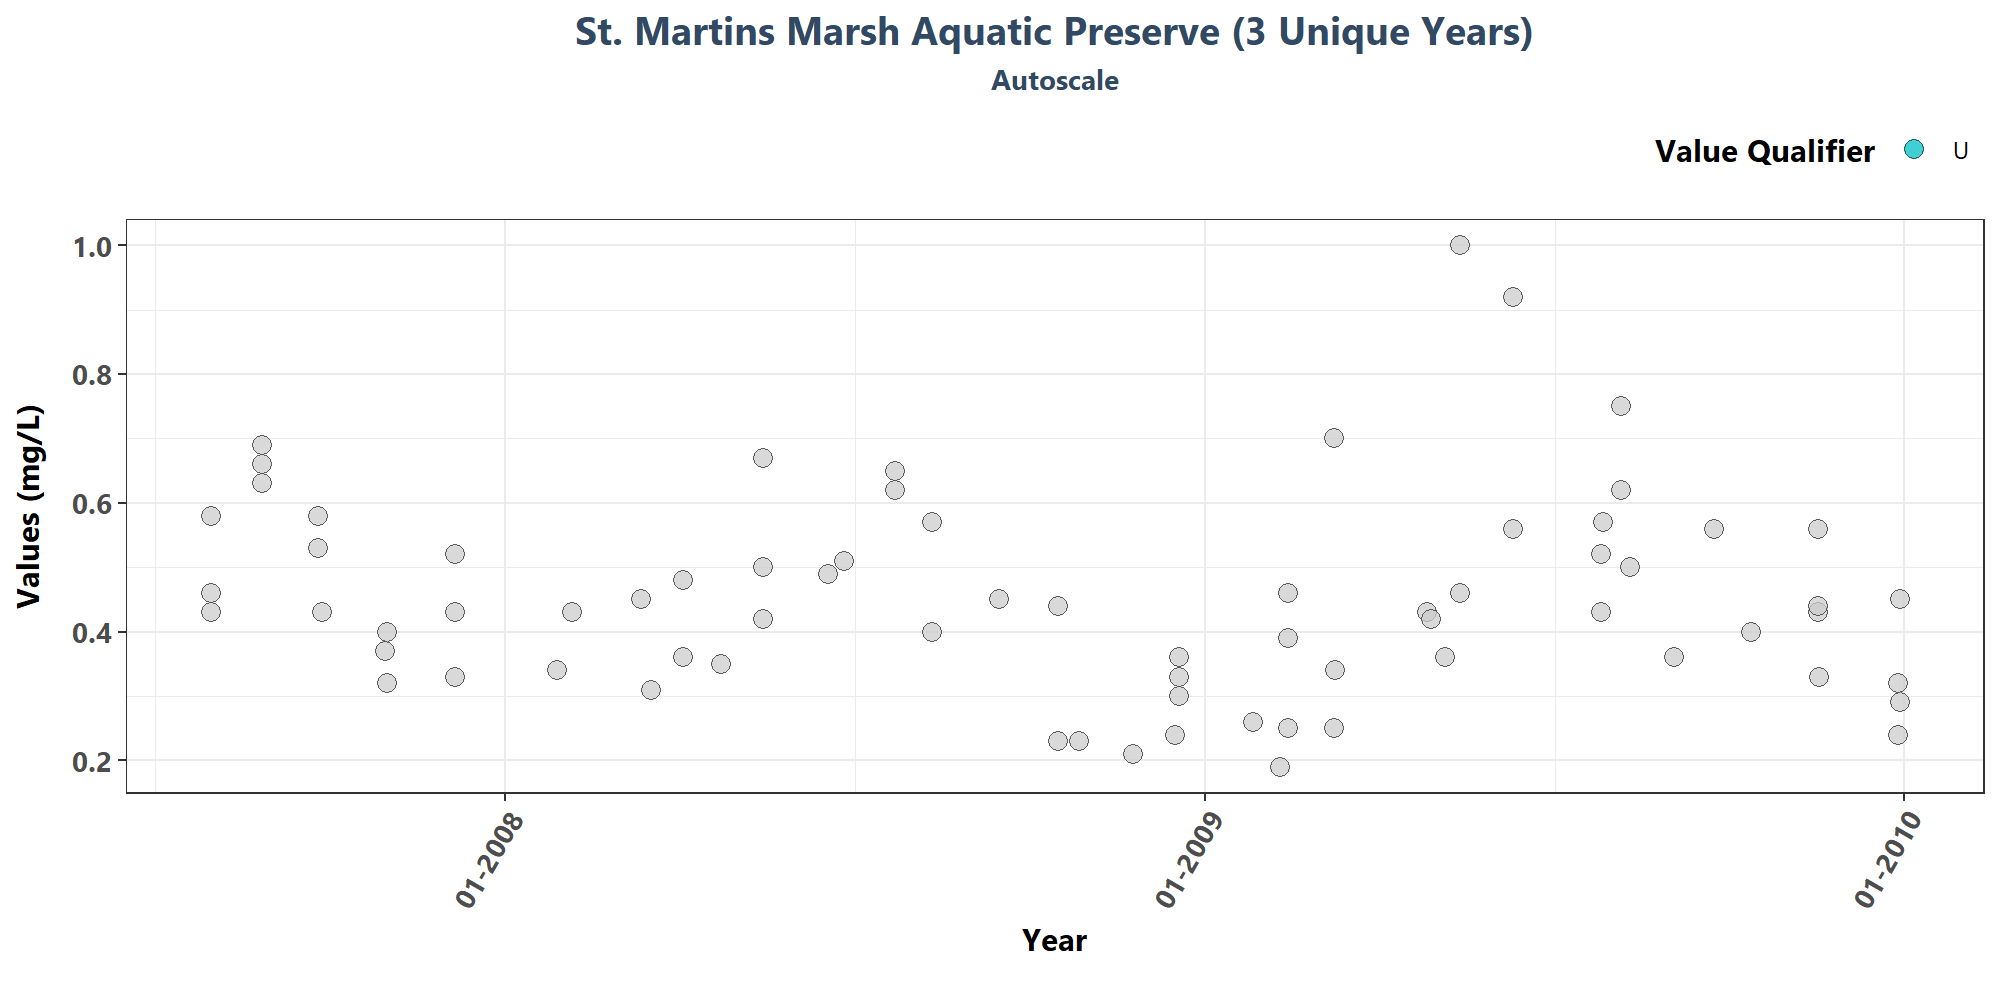 St. Martins Marsh Aquatic Preserve (3 Unique Years)
Autoscale
Value Qualifier U
1.0
0.8
0.6
0.4
0.2
Values (mg/L)
01-2008
01-2009
01-2010
Year